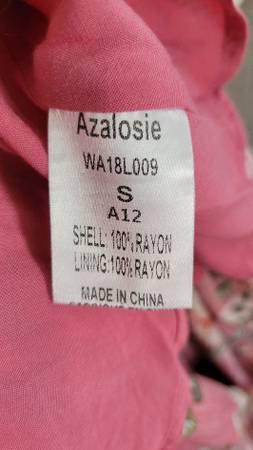 Azalosie
WA18L009
S
A12
SHELL: 100% RAYON
LINING:100% RAYON
MADE IN CHINA